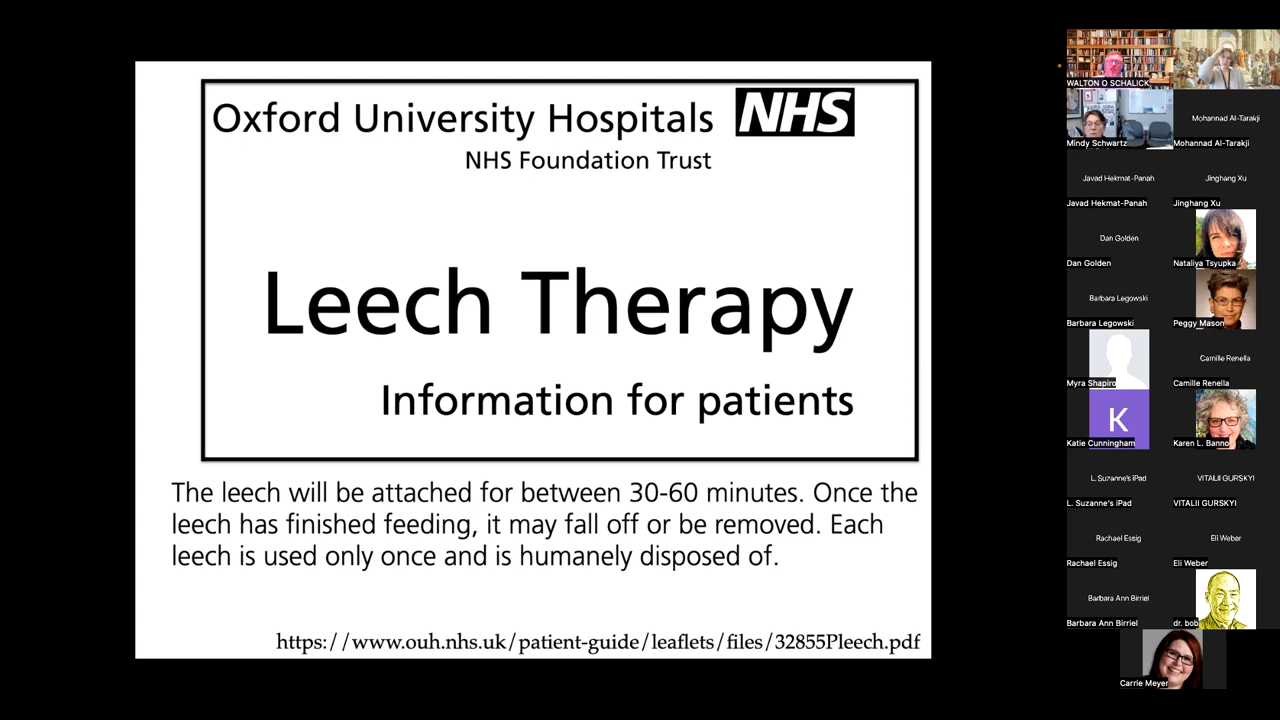 Oxford University Hospitals NHS
NHS Foundation Trust
Leech Therapy
Information for patients
The leech will be attached for between 30-60 minutes. Once the
leech has finished feeding, it may fall off or be removed. Each
leech is used only once and is humanely disposed of.
https://www.ouh.nhs.uk/patient-guide/leaflets/files/32855Pleech.pdf
WALTON O SCHALICK
Mindy Schwartz
Mohannad Al-Tarakji
Mohannad Al-Tarakji
Javad Hekmat-Panah
Javad Hekmat-Panah
Jinghang Xu
Jinghang Xu
Dan Golden
Dan Golden
Nataliya Tsyupka
Barbara Legowski
Barbara Legowski
Peggy Mason
Myra Shapiro
Camille Renella
Camille Renella
K
Katie Cunningham
Karen L. Banno
L. Suzanne's iPad
L. Suzanne's iPad
VITALII GURSKYI
VITALII GURSKYI
Rachael Essig
Rachael Essig
Eli Weber
Eli Weber
Barbara Ann Birriel
Barbara Ann Birriel
dr. bob
Carrie Meyer